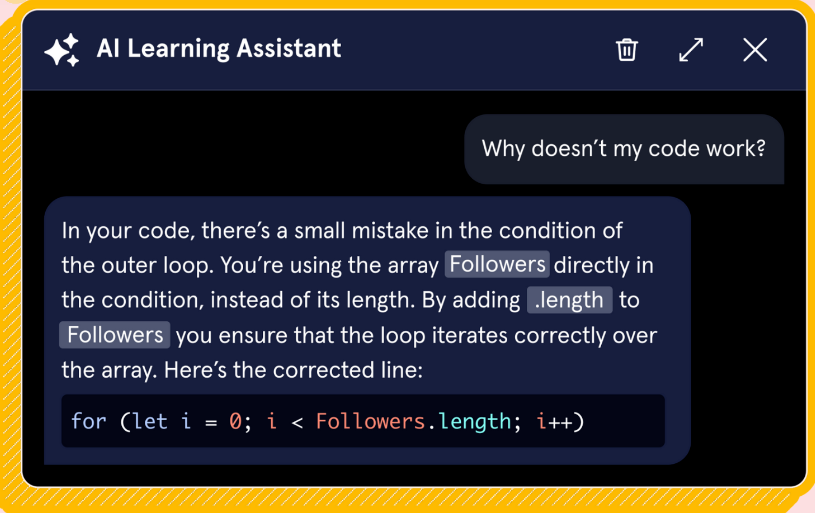 AI Learning Assistant
Why doesn’t my code work?
In your code, there’s a small mistake in the condition of
the outer loop. You’re using the array Followers directly in
the condition, instead of its length. By adding .length to
Followers you ensure that the loop iterates correctly over
the array. Here’s the corrected line:
for (let i = 0; i < Followers.length; i++)